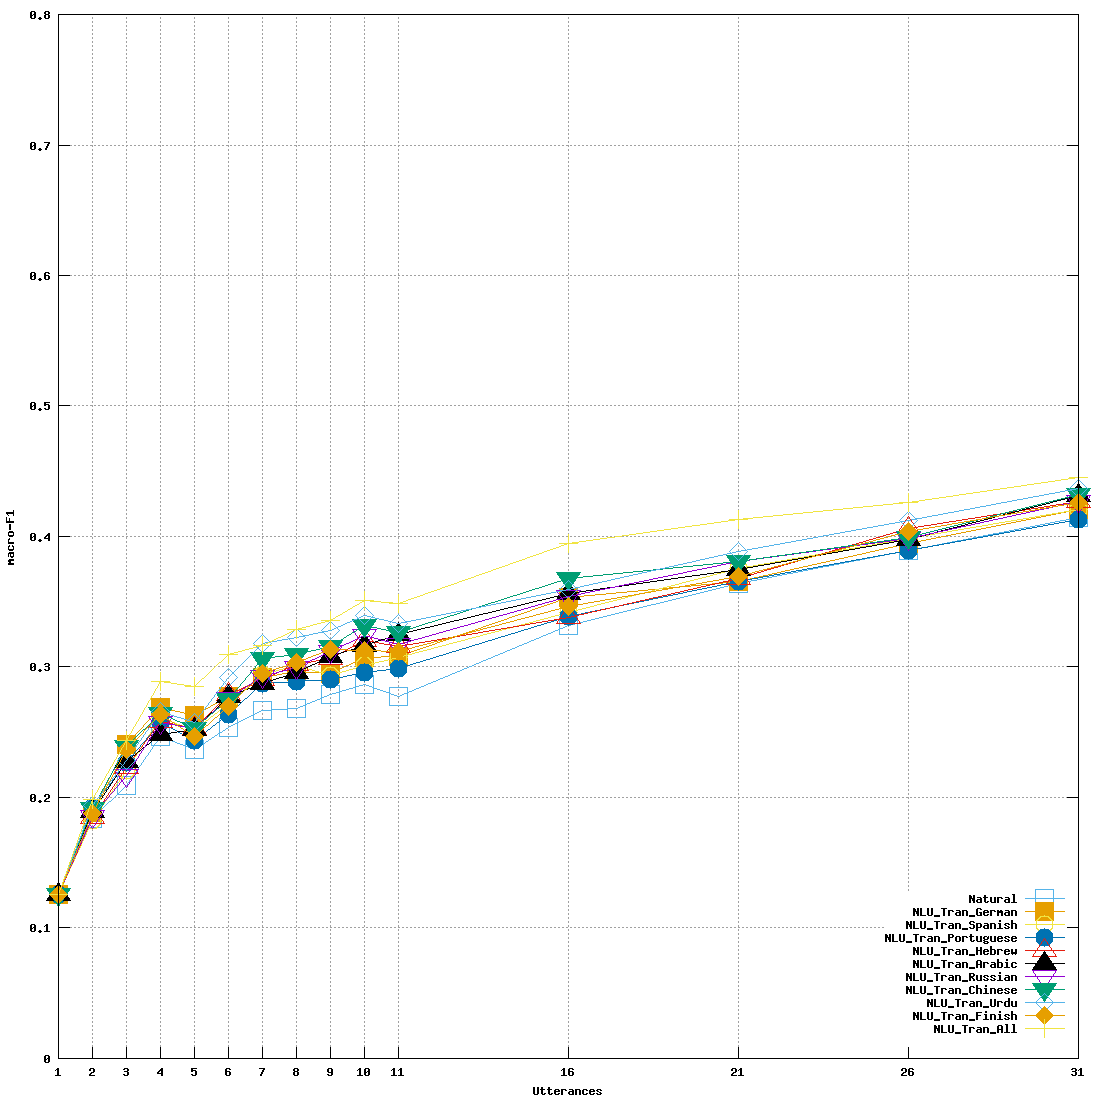 0.8
0.7
0.6
0.5
0.4
0.3
0.2
0.1
0
macro-F1
1 2 3 4 5 6 7 8 9 10 11 16 21 26 31
Utterances
Natural
NLU_Tran_German
NLU_Tran_Spanish
NLU_Tran_Portuguese
NLU_Tran_Hebrew
NLU_Tran_Arabic
NLU_Tran_Russian
NLU_Tran_Chinese
NLU_Tran_Urdu
NLU_Tran_Finish
NLU_Tran_All